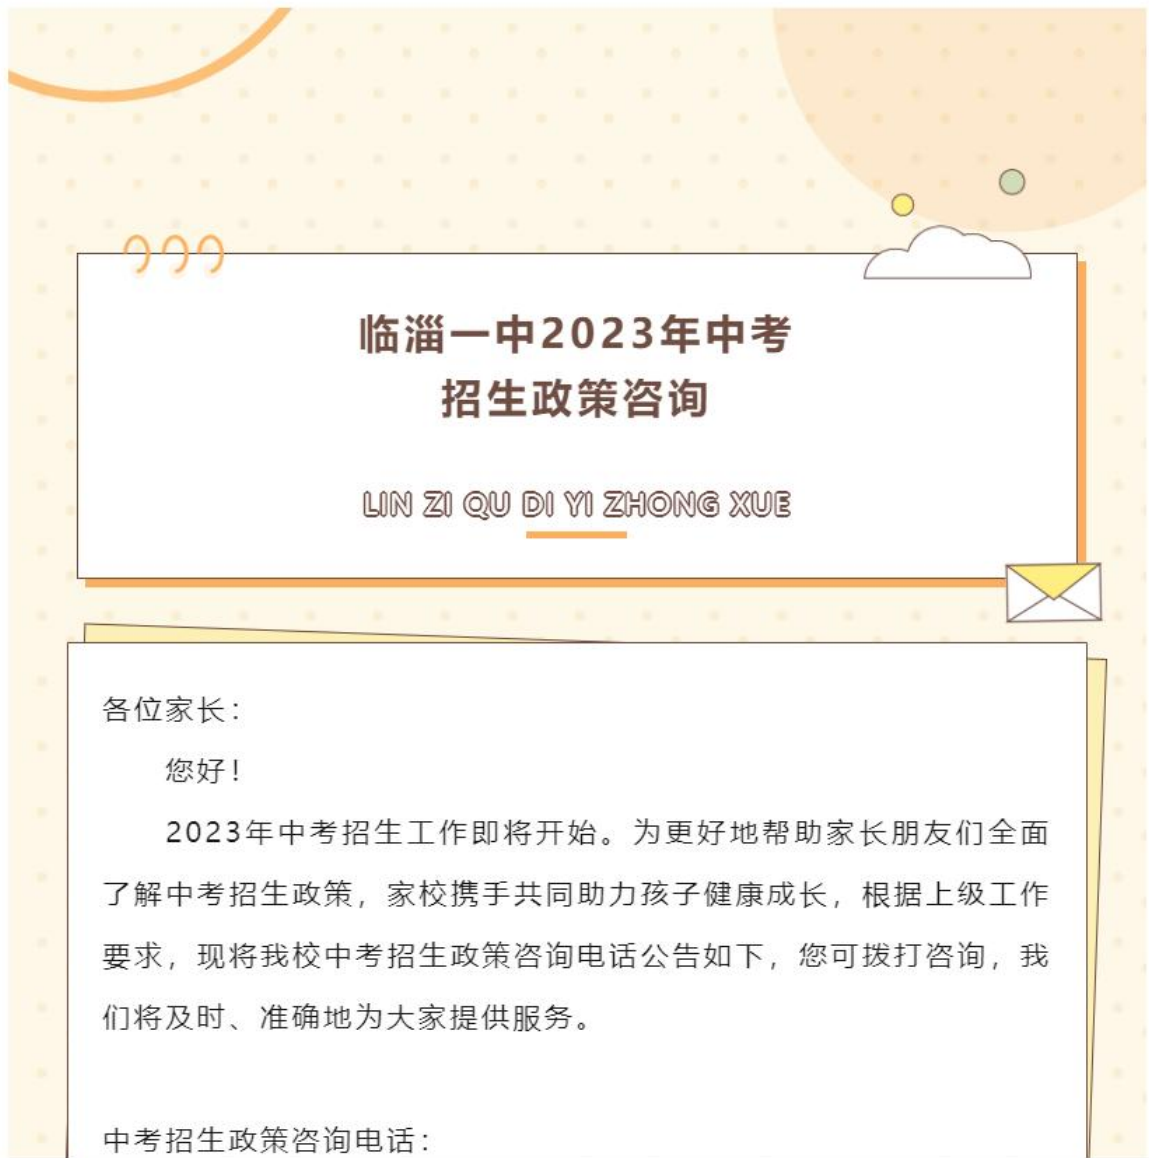 临淄一中2023年中考
招生政策咨询
LIN ZI QU DI YI ZHONG XUE
各位家长：
您好！
2023年中考招生工作即将开始。为更好地帮助家长朋友们全面
了解中考招生政策，家校携手共同助力孩子健康成长，根据上级工作
要求，现将我校中考招生政策咨询电话公告如下，您可拨打咨询，我
们将及时、准确地为大家提供服务。
中考招生政策咨询电话：